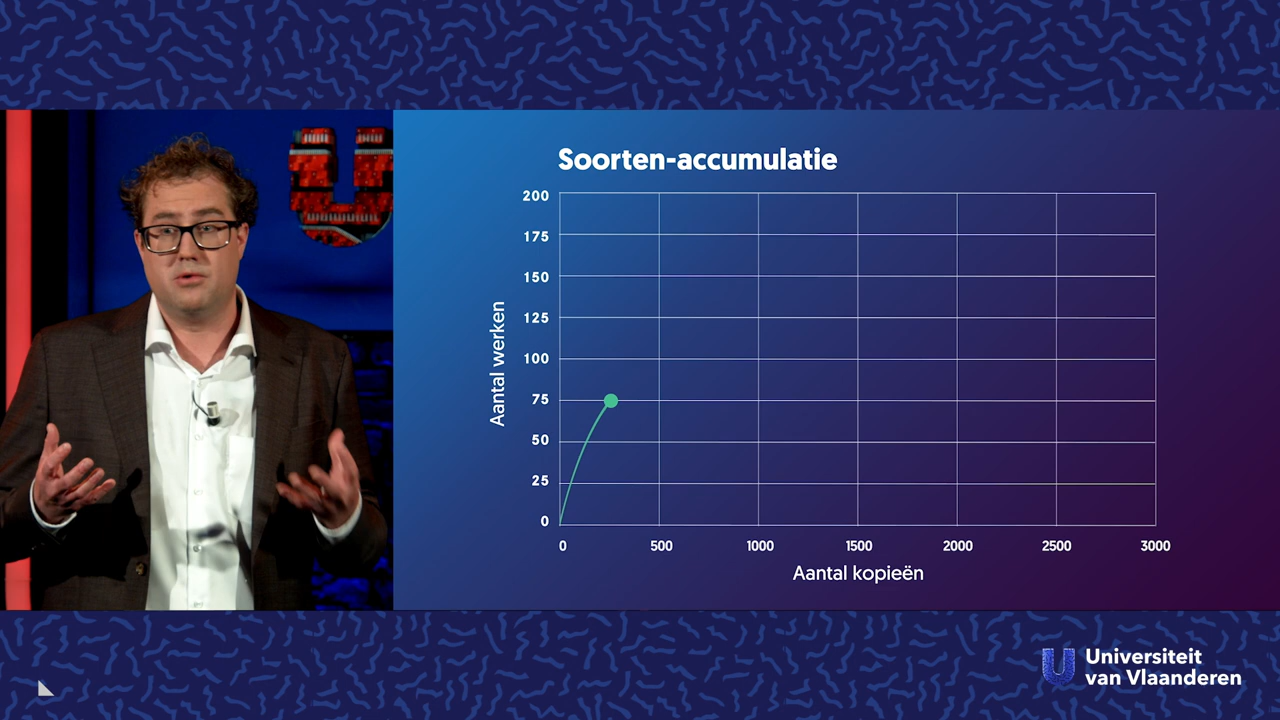 Soorten-accumulatie
200
175
150
125
100
75
50
25
0
Aantal werken
0 500 1000 1500 2000 2500 3000
Aantal kopieën
Universiteit
van Vlaanderen